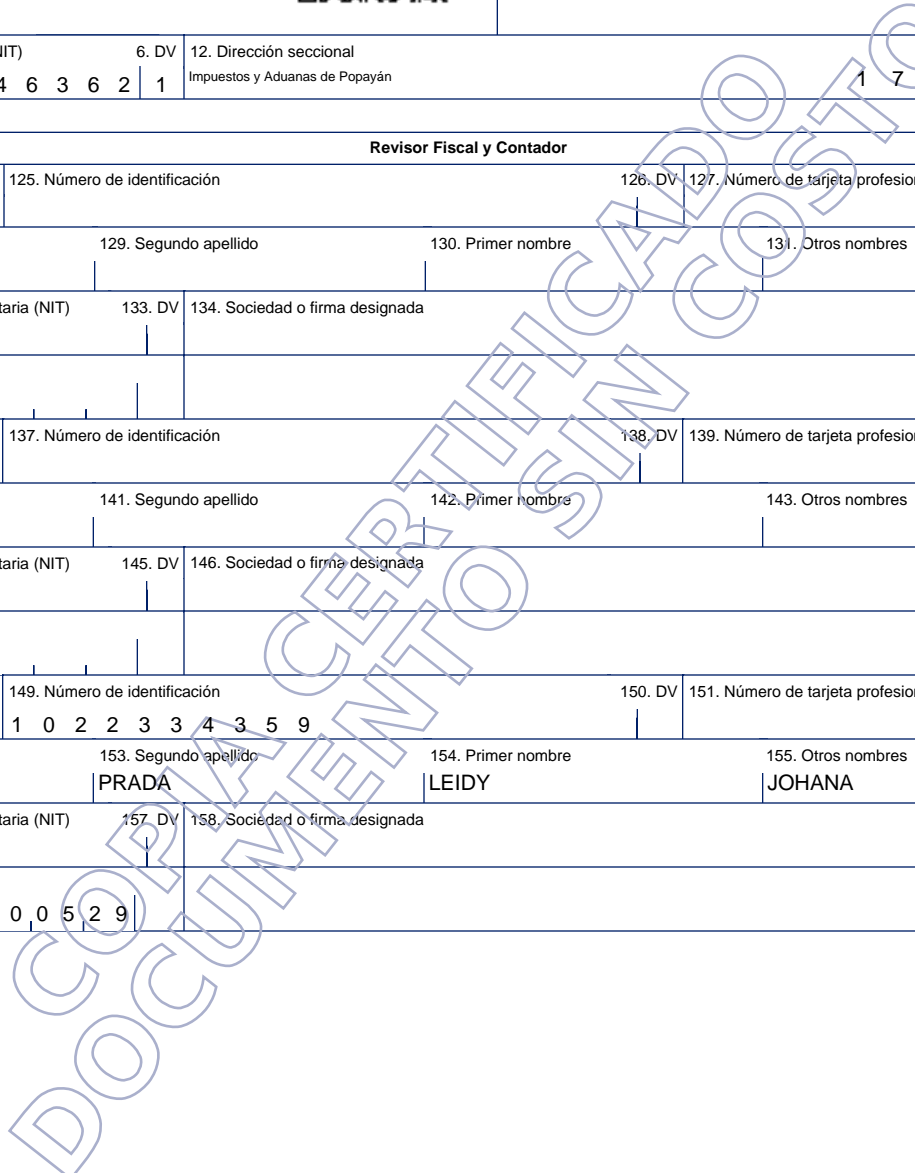 NIT) 6. DV 12. Dirección seccional
4 6 3 6 2 1 Impuestos y Aduanas de Popayán 1 7
Revisor Fiscal y Contador
125. Número de identificación 126. DV 127. Número de tarjeta profesion
129. Segundo apellido 130. Primer nombre 131. Otros nombres
taria (NIT) 133. DV 134. Sociedad o firma designada
137. Número de identificación 138. DV 139. Número de tarjeta profesion
141. Segundo apellido 142. Primer nombre 143. Otros nombres
taria (NIT) 145. DV 146. Sociedad o firma designada
149. Número de identificación 150. DV 151. Número de tarjeta profesion
1 0 2 2 3 3 4 3 5 9
153. Segundo apellido 154. Primer nombre 155. Otros nombres
PRADA LEIDY JOHANA
taria (NIT) 157. DV 158. Sociedad o firma designada
0 0 5 2 9
COPIA CERTIFICADO
DOCUMENTO SIN COSTO